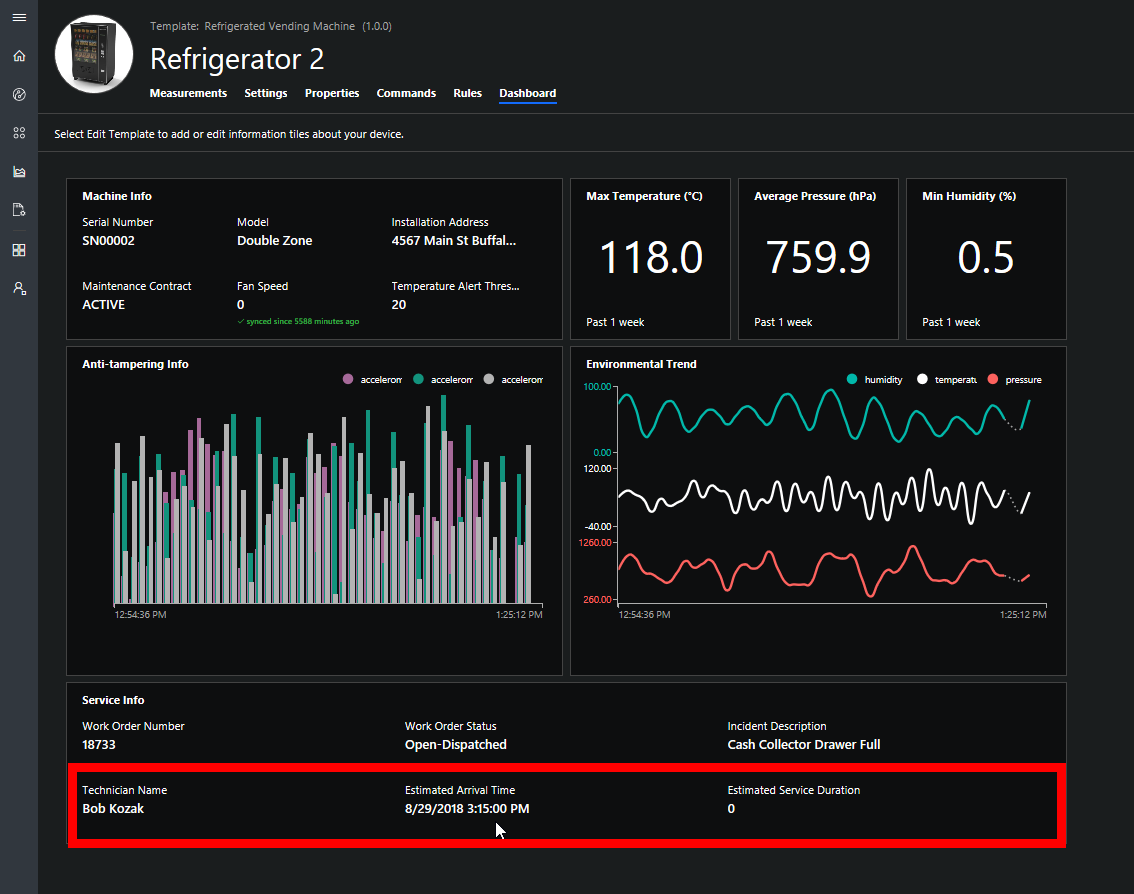 Template: Refrigerated Vending Machine (1.0.0)
Refrigerator 2
Measurements Settings Properties Commands Rules Dashboard
Select Edit Template to add or edit information tiles about your device.
Machine Info
Serial Number Model Installation Address
SN00002 Double Zone 4567 Main St Buffal...
Maintenance Contract Fan Speed Temperature Alert Thres...
ACTIVE 0 20
synced since 5588 minutes ago
Max Temperature (°C)
118.0
Past 1 week
Average Pressure (hPa)
759.9
Past 1 week
Min Humidity (%)
0.5
Past 1 week
Anti-tampering Info
accelerom accelerom accelerom
12:54:36 PM 1:25:12 PM
Environmental Trend
humidity temperatu pressure
100.00
0.00
120.00
-40.00
1260.00
260.00
12:54:36 PM 1:25:12 PM
Service Info
Work Order Number Work Order Status Incident Description
18733 Open-Dispatched Cash Collector Drawer Full
Technician Name Estimated Arrival Time Estimated Service Duration
Bob Kozak 8/29/2018 3:15:00 PM 0